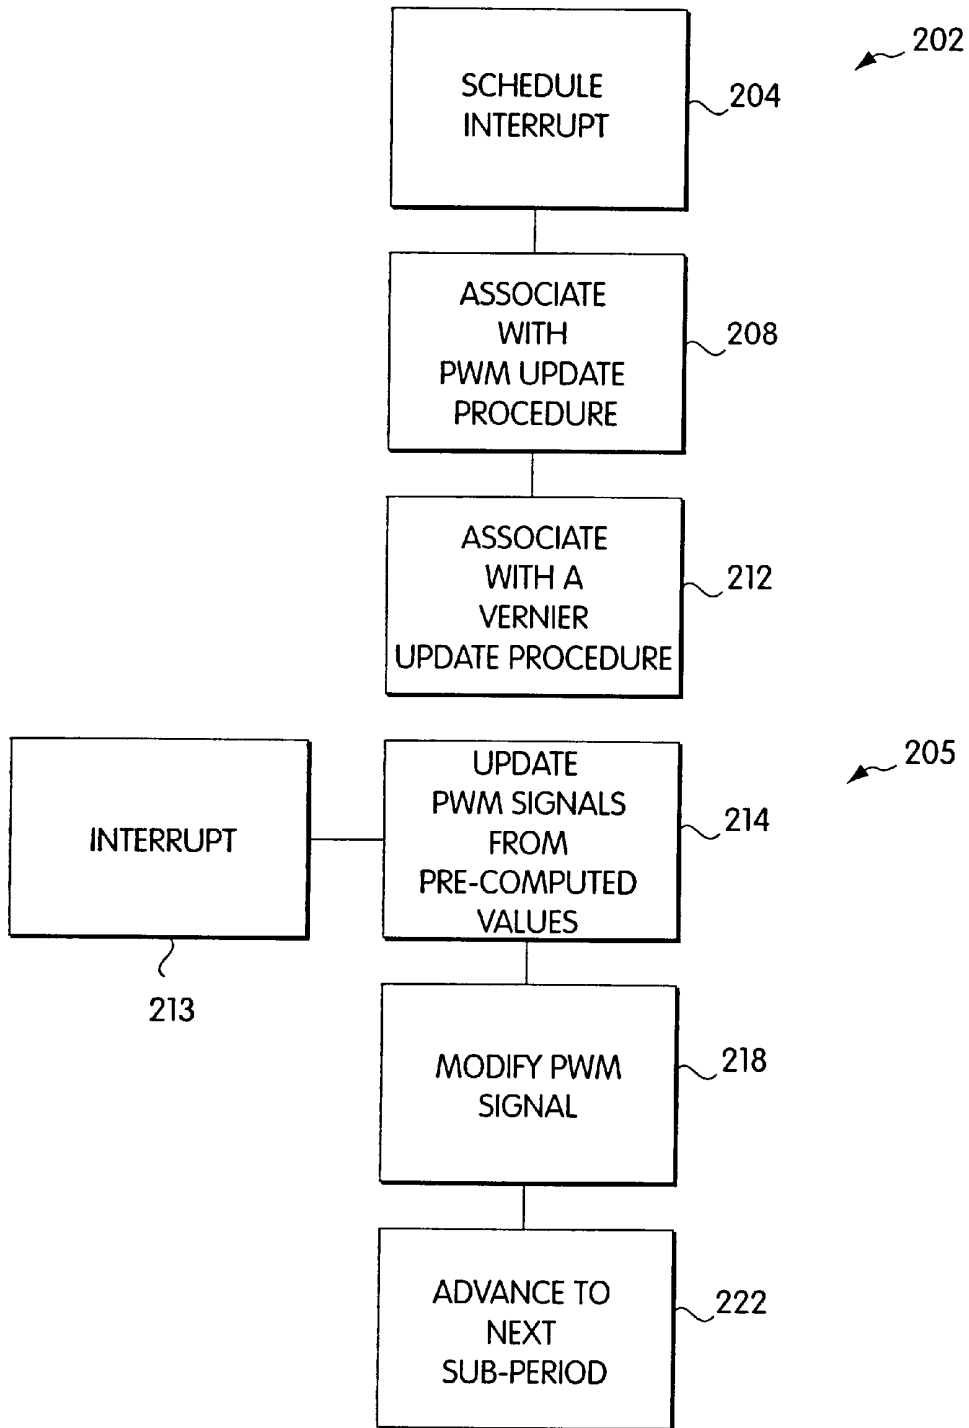 202
SCHEDULE
INTERRUPT
204
ASSOCIATE
WITH
PWM UPDATE
PROCEDURE
208
ASSOCIATE
WITH A
VERNIER
UPDATE PROCEDURE
212
205
INTERRUPT
213
UPDATE
PWM SIGNALS
FROM
PRE-COMPUTED
VALUES
214
MODIFY PWM
SIGNAL
218
ADVANCE TO
NEXT
SUB-PERIOD
222